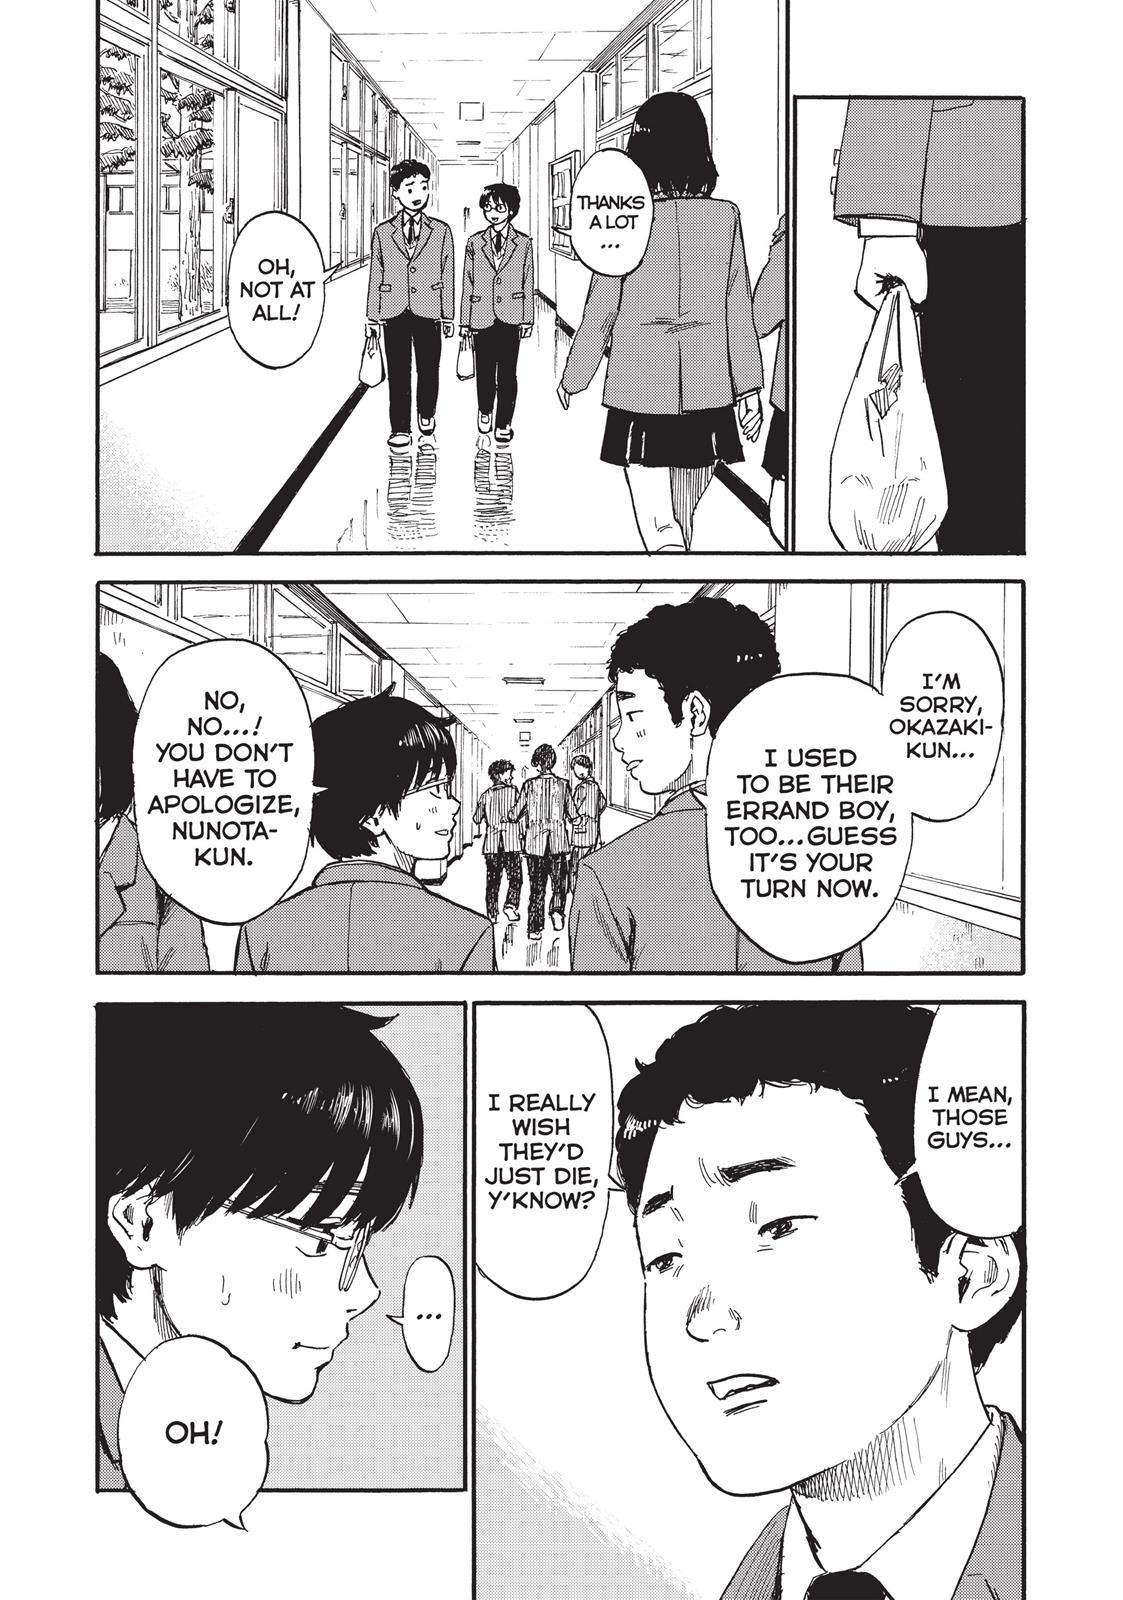 THANKS
A LOT
...
OH,
NOT AT
ALL!
I'M
SORRY,
OKAZAKI-
KUN...
I USED
TO BE THEIR
ERRAND BOY,
TOO...GUESS
IT'S YOUR
TURN NOW.
NO,
NO...!
YOU DON'T
HAVE TO
APOLOGIZE,
NUNOTA-
KUN.
I MEAN,
THOSE
GUYS...
I REALLY
WISH
THEY'D
JUST DIE,
Y'KNOW?
...
OH!